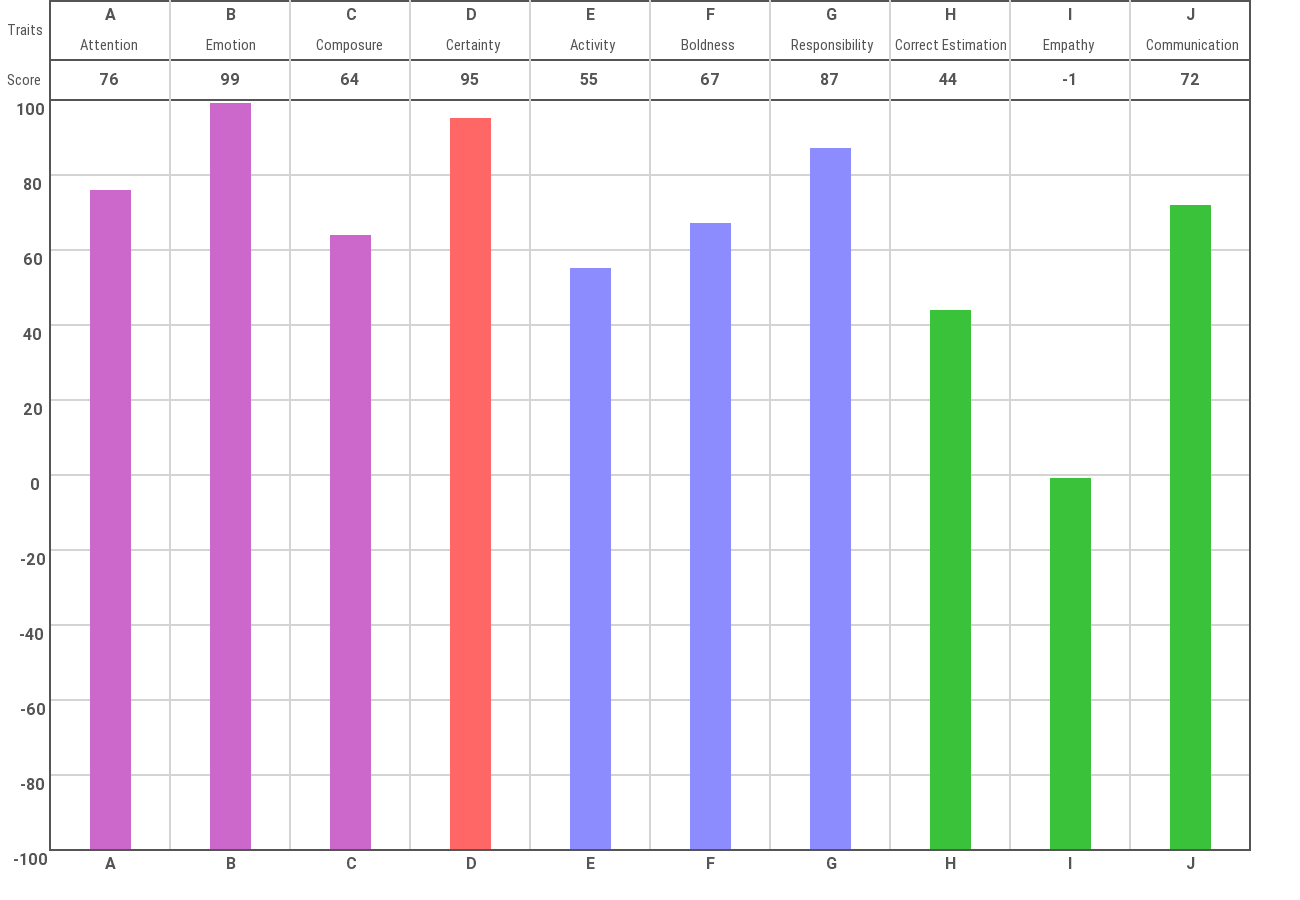 A B C D E F G H I J
Traits
Attention Emotion Composure Certainty Activity Boldness Responsibility Correct Estimation Empathy Communication
Score 76 99 64 95 55 67 87 44 -1 72
100
80
60
40
20
0
-20
-40
-60
-80
-100
A B C D E F G H I J